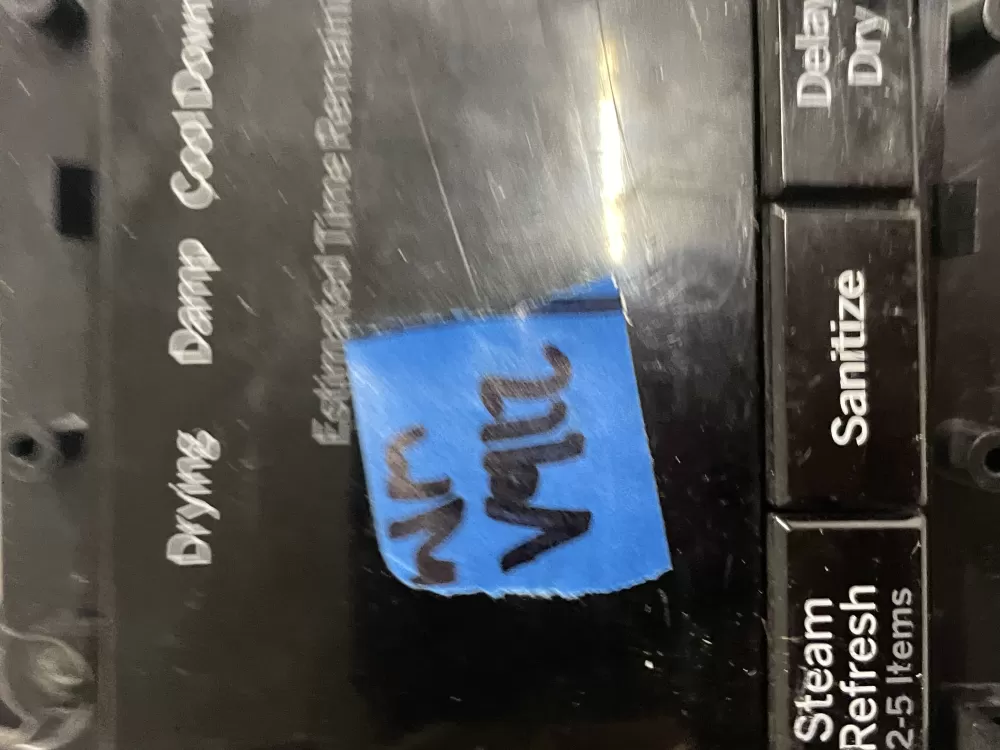 Drying Damp Cool Down
Estimated Time Remain
Steam
Refresh
2-5 Items
Sanitize
Delay
Dry